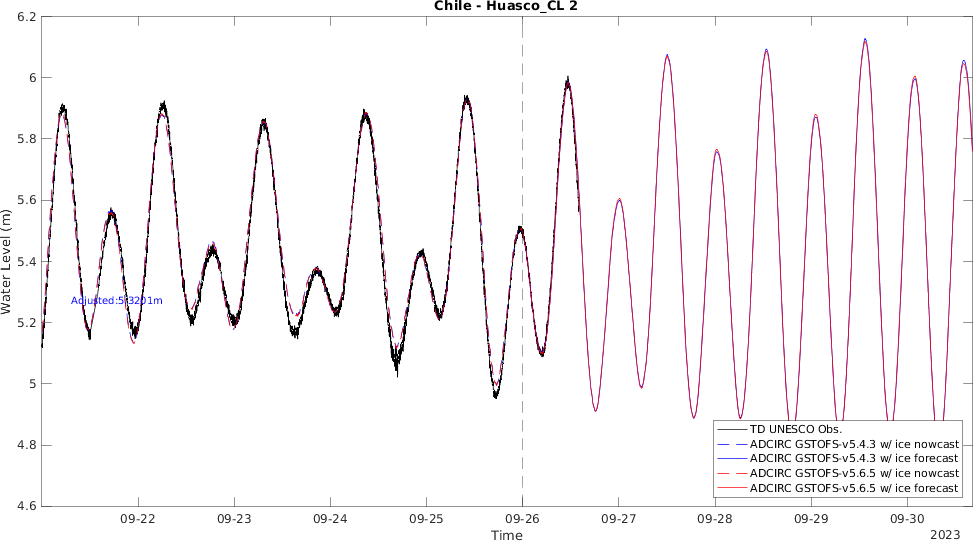 Chile - Huasco_CL 2
6.2
6
5.8
5.6
5.4
5.2
5
4.8
4.6
Water Level (m)
Adjusted:5.3201m
TD UNESCO Obs.
ADCIRC GSTOFS-v5.4.3 w/ ice nowcast
ADCIRC GSTOFS-v5.4.3 w/ ice forecast
ADCIRC GSTOFS-v5.6.5 w/ ice nowcast
ADCIRC GSTOFS-v5.6.5 w/ ice forecast
09-22 09-23 09-24 09-25 09-26 09-27 09-28 09-29 09-30
Time
2023